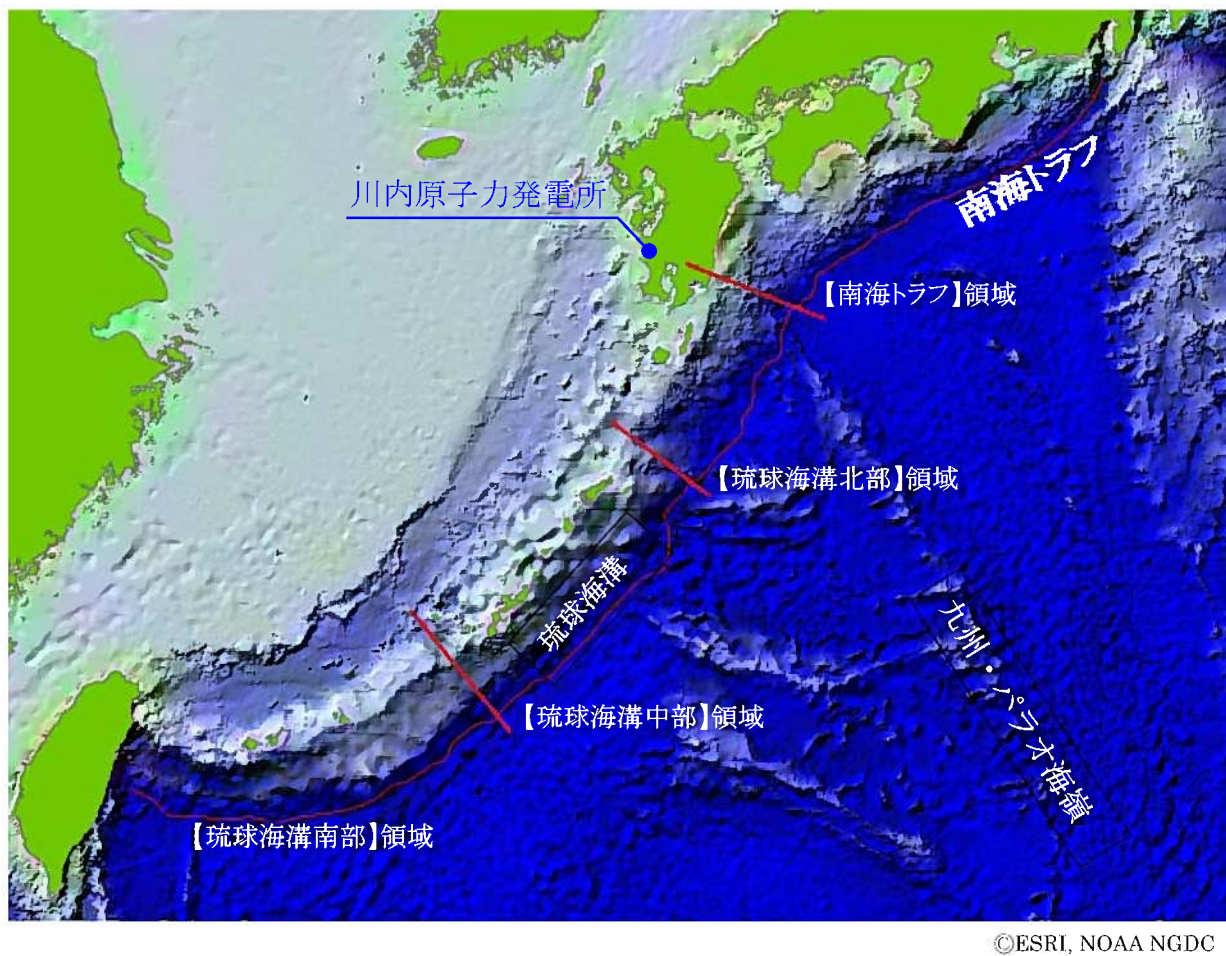 川内原子力発電所
南海トラフ
【南海トラフ】領域
【琉球海溝北部】領域
琉球海溝
九州・パラオ海嶺
【琉球海溝中部】領域
【琉球海溝南部】領域
©ESRI, NOAA NGDC